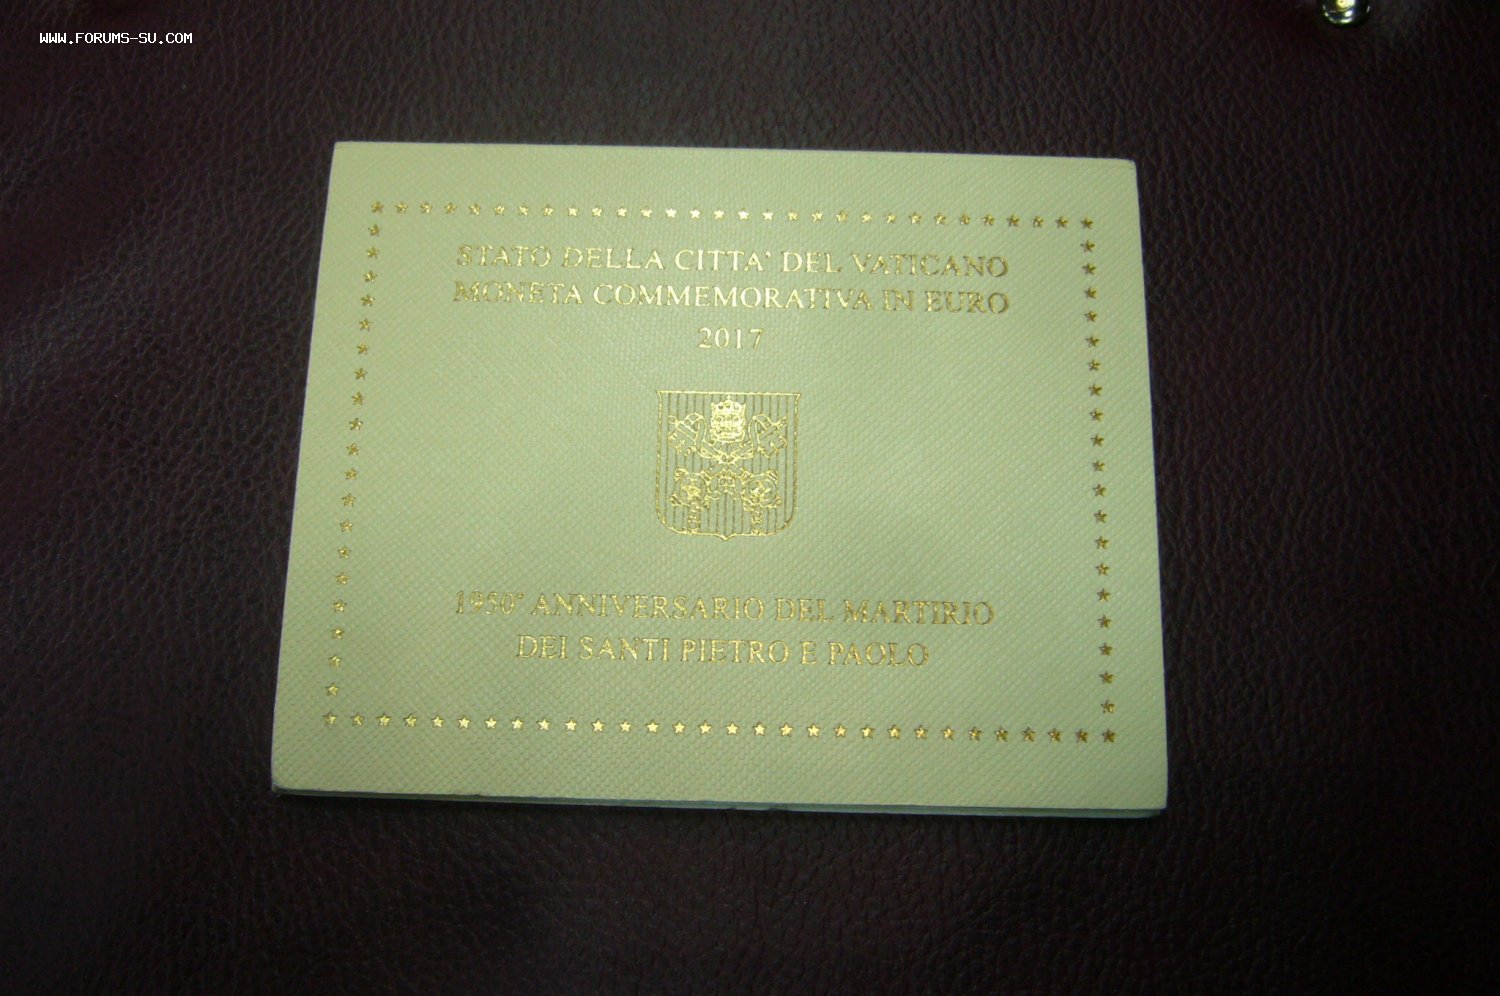 WWW.FORUMS-SU.COM
STATO DELLA CITTA' DEL VATICANO
MONETA COMMEMORATIVA IN EURO
2017
1950° ANNIVERSARIO DEL MARTIRIO
DEI SANTI PIETRO E PAOLO